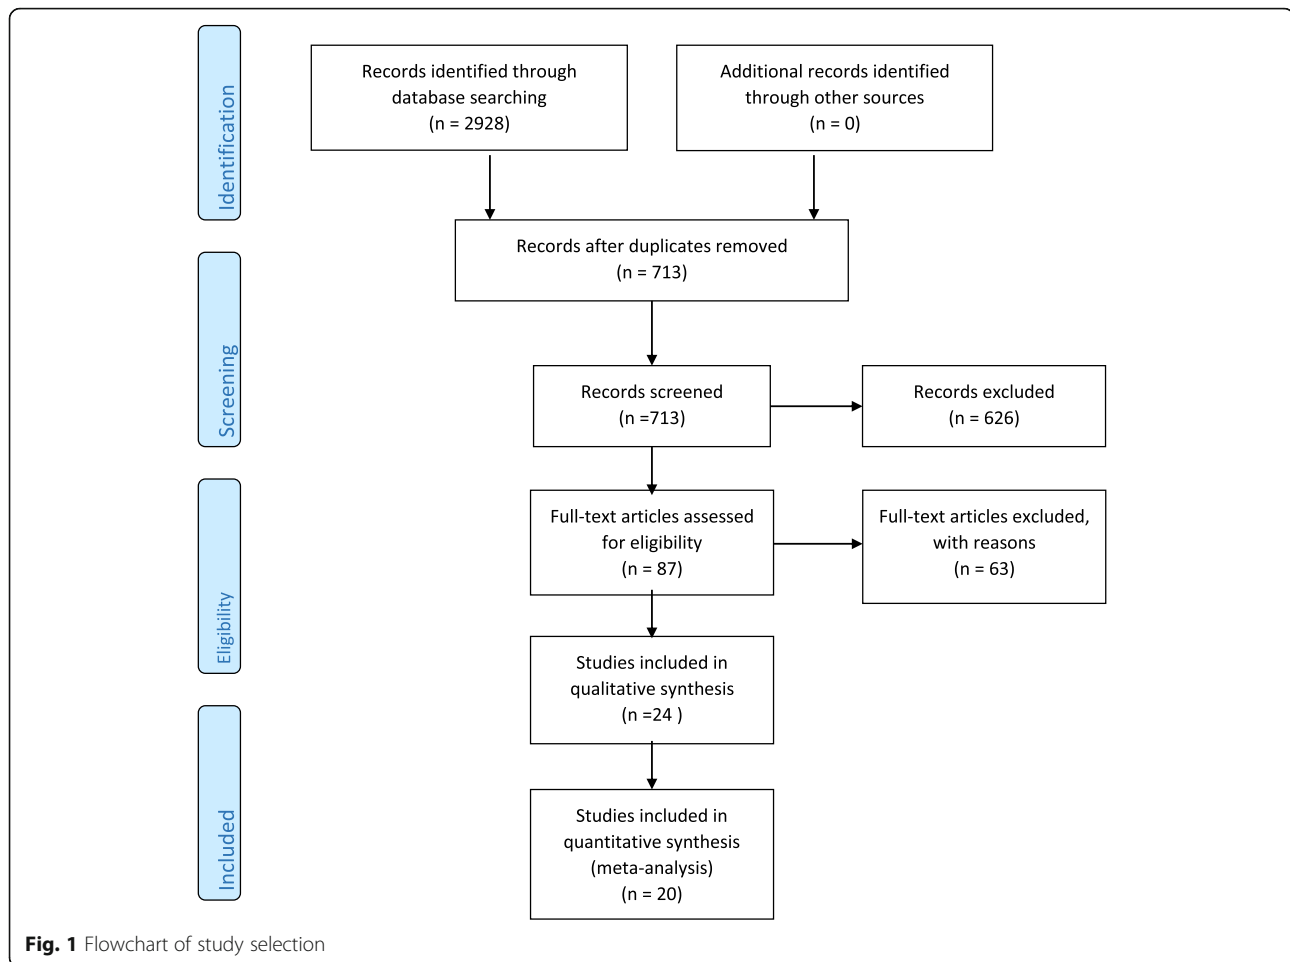 Identification
Records identified through
database searching
(n = 2928)
Additional records identified
through other sources
(n = 0)
Records after duplicates removed
(n = 713)
Screening
Records screened
(n =713)
Records excluded
(n = 626)
Eligibility
Full-text articles assessed
for eligibility
(n = 87)
Full-text articles excluded,
with reasons
(n = 63)
Studies included in
qualitative synthesis
(n =24 )
Included
Studies included in
quantitative synthesis
(meta-analysis)
(n = 20)
Fig. 1 Flowchart of study selection